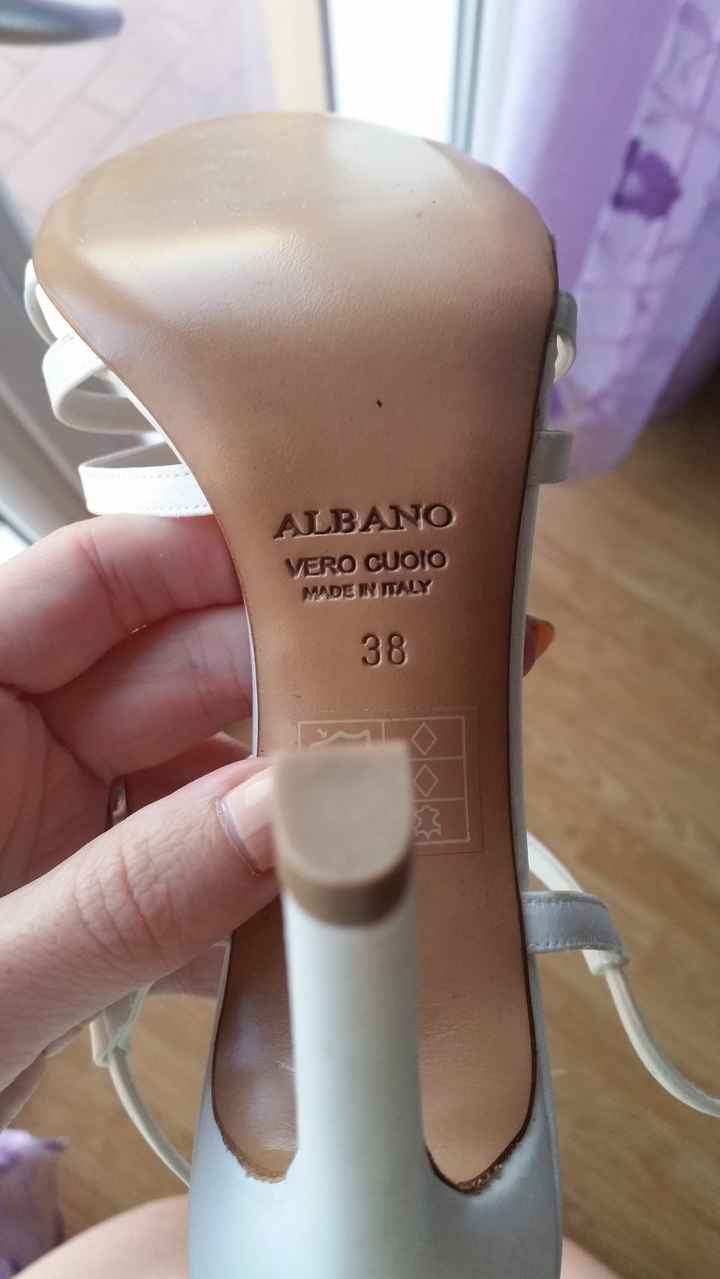 ALBANO
VERO CUOIO
MADE IN ITALY
38